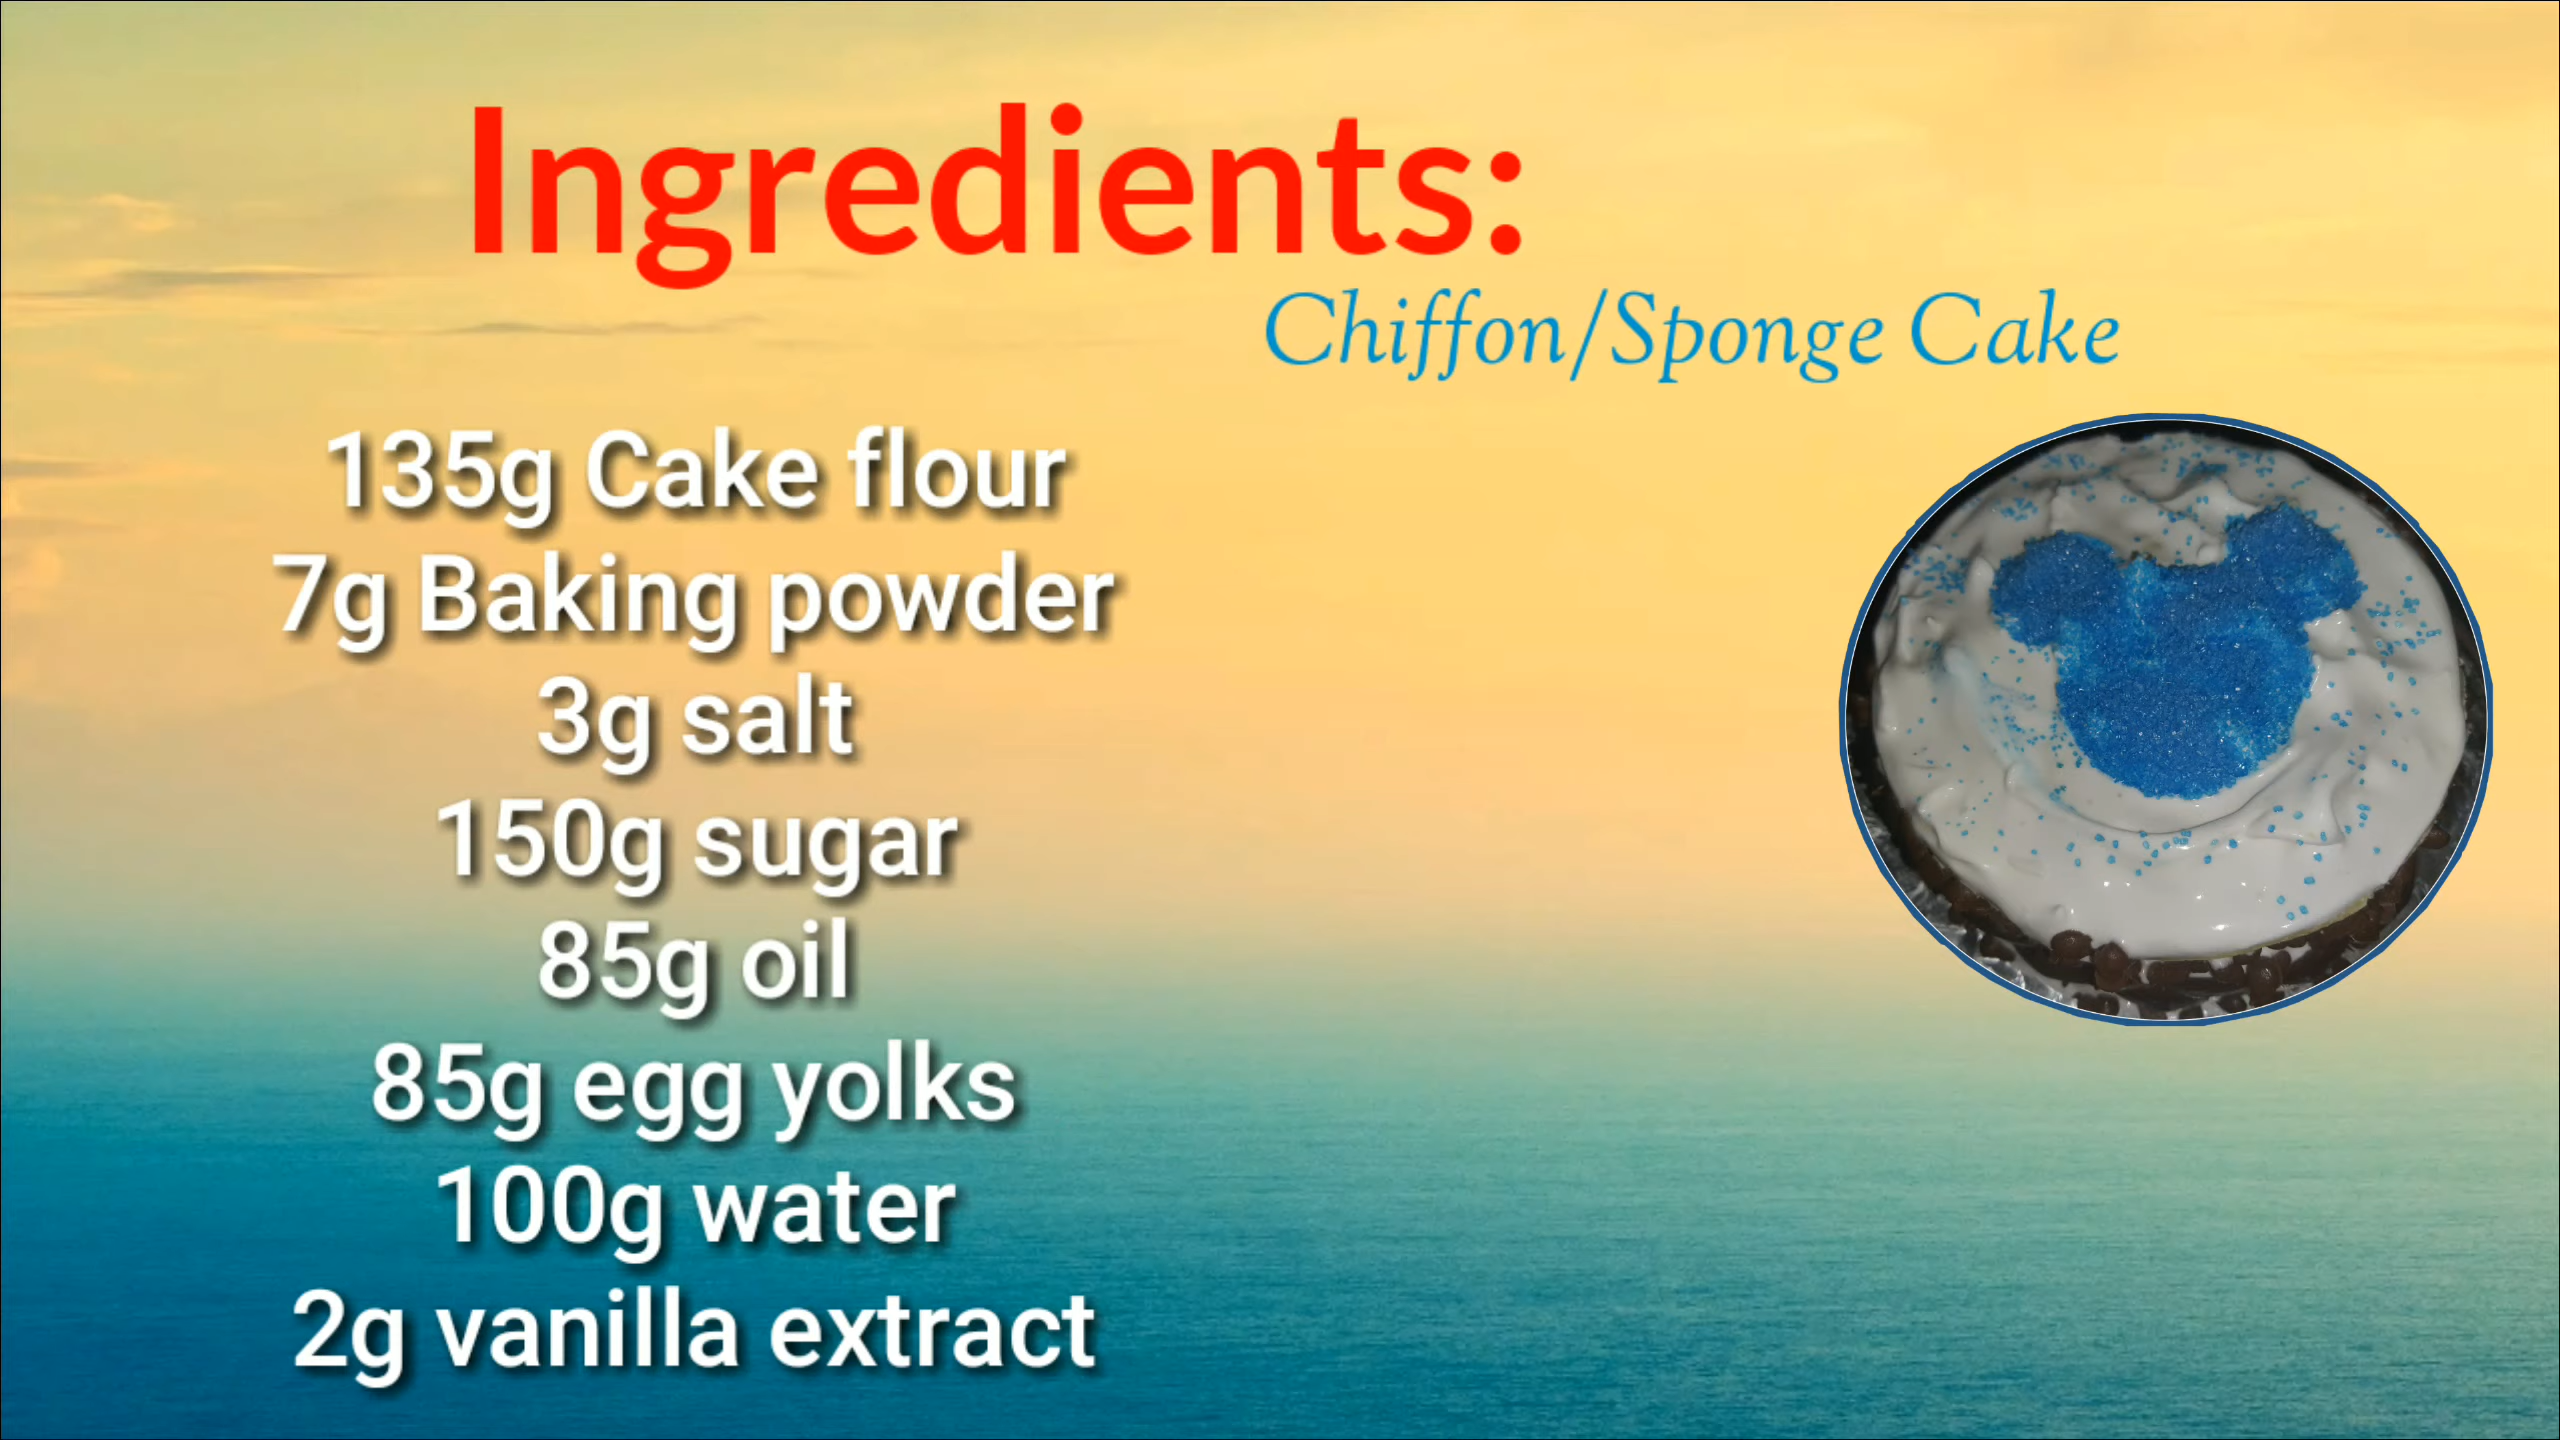 Ingredients:
Chiffon/Sponge Cake
135g Cake flour
7g Baking powder
3g salt
150g sugar
85g oil
85g egg yolks
100g water
2g vanilla extract